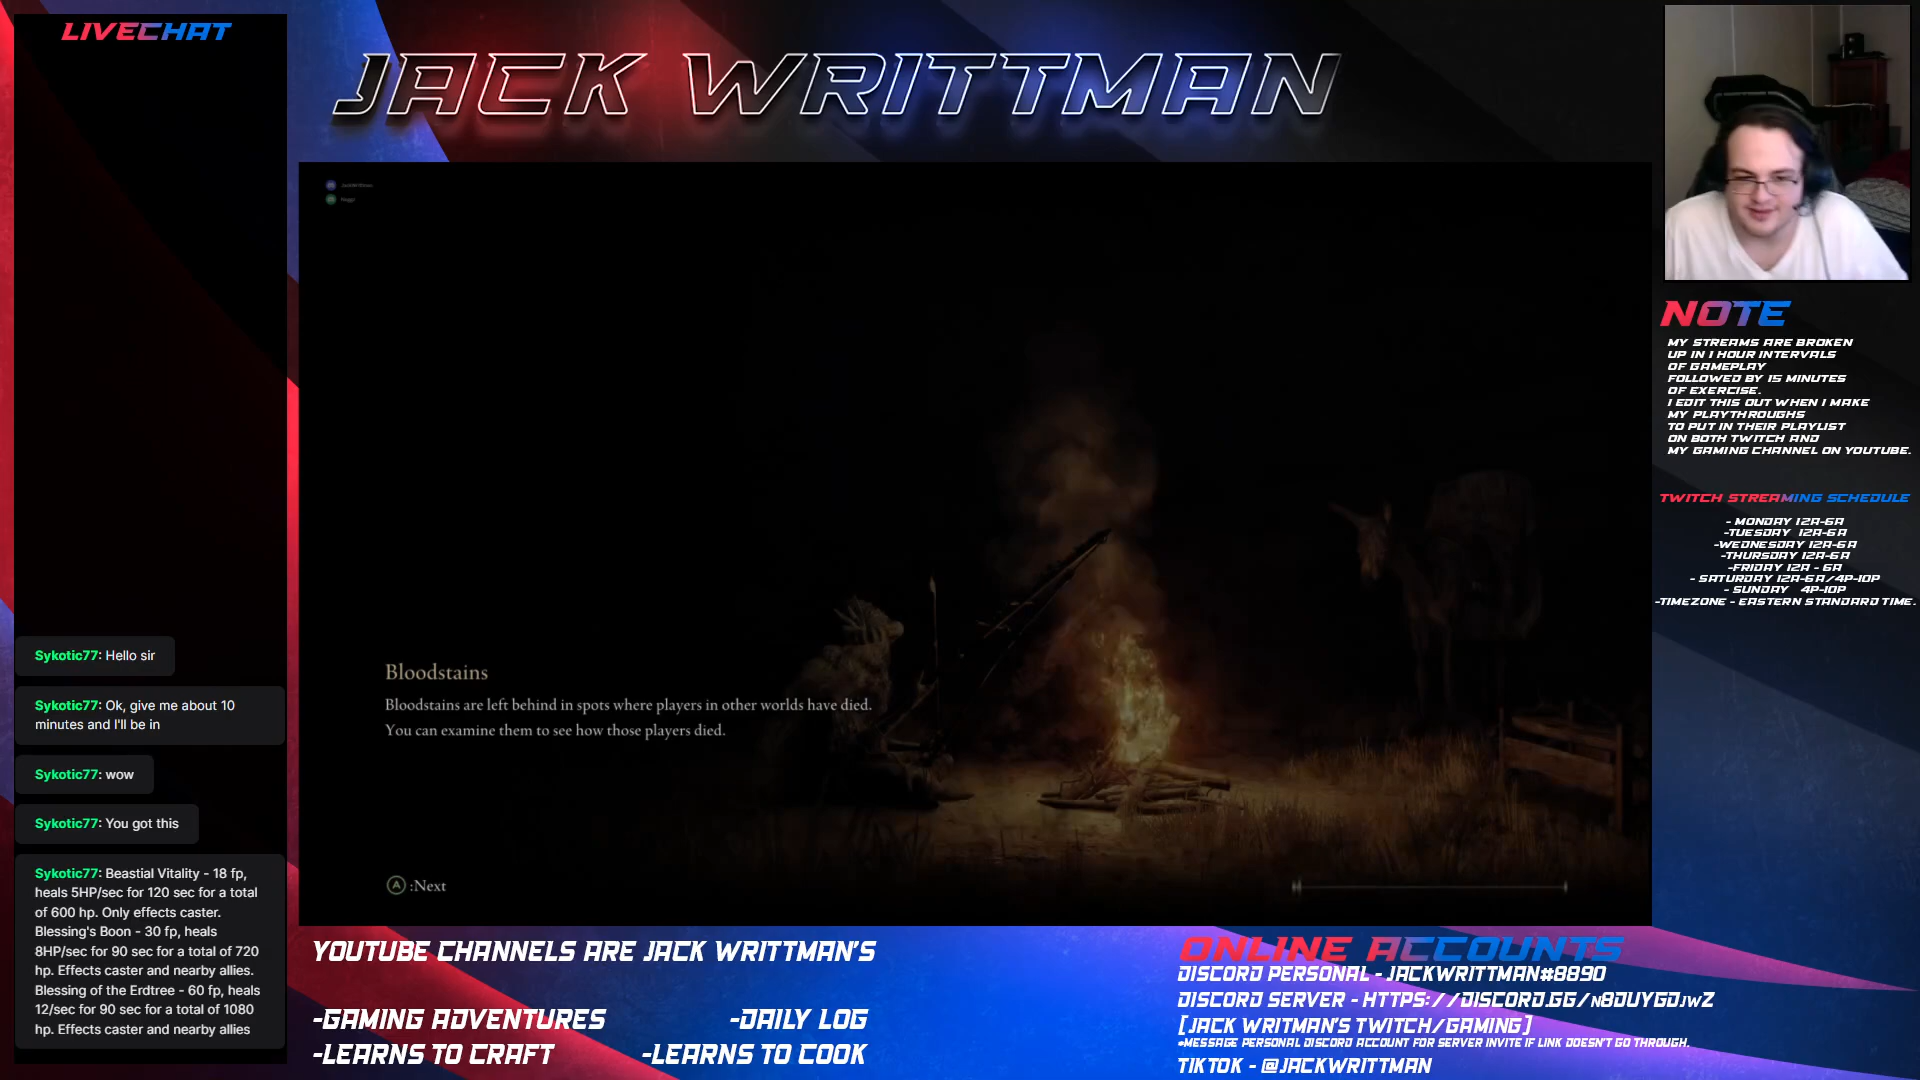 LIVECHAT
JACK WRITTMAN
JackWrittman
Sykotic77: Hello sir
Sykotic77: Ok, give me about 10
minutes and I'll be in
Sykotic77: wow
Sykotic77: You got this
Sykotic77: Beastial Vitality - 18 fp,
heals 5HP/sec for 120 sec for a total
of 600 hp. Only effects caster.
Blessing's Boon - 30 fp, heals
8HP/sec for 90 sec for a total of 720
hp. Effects caster and nearby allies.
Blessing of the Erdtree - 60 fp, heals
12/sec for 90 sec for a total of 1080
hp. Effects caster and nearby allies
Bloodstains
Bloodstains are left behind in spots where players in other worlds have died.
You can examine them to see how those players died.
A :Next
NOTE
MY STREAMS ARE BROKEN
UP IN 1 HOUR INTERVALS
OF GAMEPLAY
FOLLOWED BY 15 MINUTES
OF EXERCISE.
I EDIT THIS OUT WHEN I MAKE
MY PLAYTHROUGHS
TO PUT IN THEIR PLAYLIST
ON BOTH TWITCH AND
MY GAMING CHANNEL ON YOUTUBE.
TWITCH STREAMING SCHEDULE
- MONDAY 12A-6A
-TUESDAY 12A-6A
-WEDNESDAY 12A-6A
-THURSDAY 12A-6A
-FRIDAY 12A - 6A
- SATURDAY 12A-6A/4P-10P
- SUNDAY 4P-10P
-TIMEZONE - EASTERN STANDARD TIME.
YOUTUBE CHANNELS ARE JACK WRITTMAN'S
-GAMING ADVENTURES -DAILY LOG
-LEARNS TO CRAFT -LEARNS TO COOK
ONLINE ACCOUNTS
DISCORD PERSONAL - JACKWRITTMAN#8890
DISCORD SERVER - HTTPS://DISCORD.GG/N8DUYGDJWZ
[JACK WRITMAN'S TWITCH/GAMING]
*MESSAGE PERSONAL DISCORD ACCOUNT FOR SERVER INVITE IF LINK DOESN'T GO THROUGH.
TIKTOK - @JACKWRITTMAN